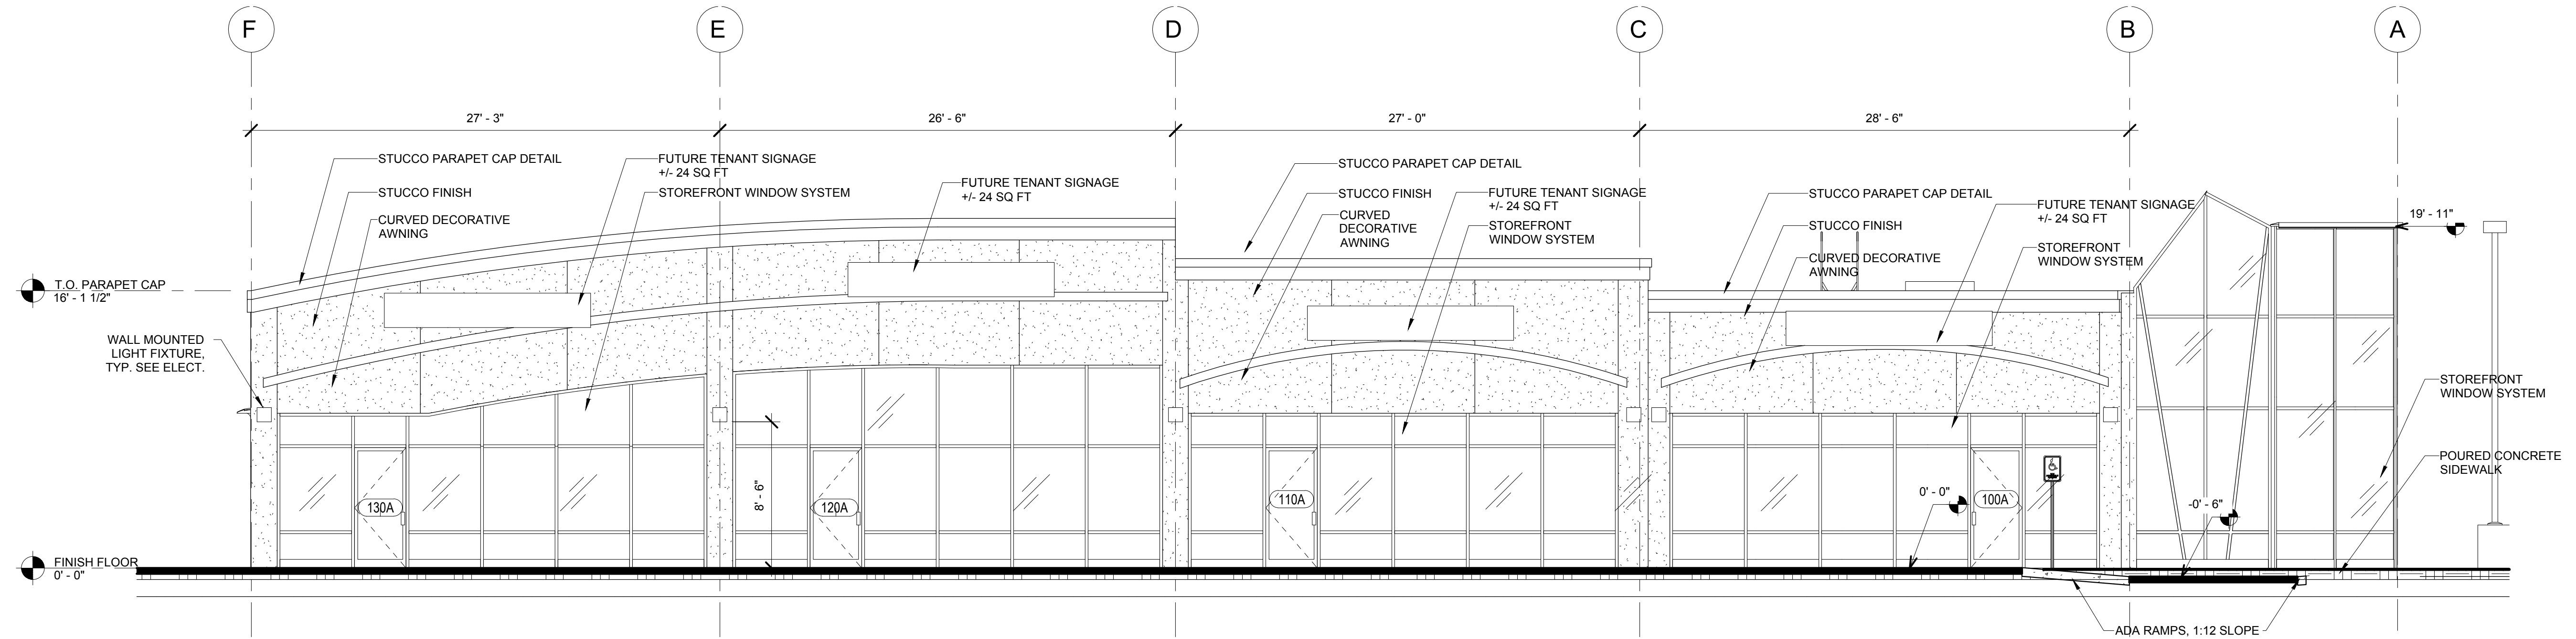 F
E
D
C
B
A
27' - 3"
26' - 6"
27' - 0"
28' - 6"
STUCCO PARAPET CAP DETAIL
STUCCO FINISH
CURVED DECORATIVE
AWNING
FUTURE TENANT SIGNAGE
+/- 24 SQ FT
STOREFRONT WINDOW SYSTEM
FUTURE TENANT SIGNAGE
+/- 24 SQ FT
STUCCO PARAPET CAP DETAIL
STUCCO FINISH
CURVED
DECORATIVE
AWNING
FUTURE TENANT SIGNAGE
+/- 24 SQ FT
STOREFRONT
WINDOW SYSTEM
STUCCO PARAPET CAP DETAIL
STUCCO FINISH
CURVED DECORATIVE
AWNING
FUTURE TENANT SIGNAGE
+/- 24 SQ FT
STOREFRONT
WINDOW SYSTEM
19' - 11"
T.O. PARAPET CAP
16' - 1 1/2"
WALL MOUNTED
LIGHT FIXTURE,
TYP. SEE ELECT.
STOREFRONT
WINDOW SYSTEM
POURED CONCRETE
SIDEWALK
130A
8' - 6"
120A
110A
0' - 0"
100A
-0' - 6"
FINISH FLOOR
0' - 0"
ADA RAMPS, 1:12 SLOPE